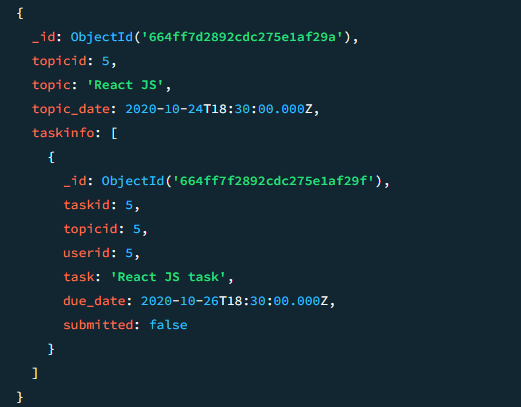 {
  _id: ObjectId('664ff7d2892cdc275e1af29a'),
  topicid: 5,
  topic: 'React JS',
  topic_date: 2020-10-24T18:30:00.000Z,
  taskinfo: [
    {
      _id: ObjectId('664ff7f2892cdc275e1af29f'),
      taskid: 5,
      topicid: 5,
      userid: 5,
      task: 'React JS task',
      due_date: 2020-10-26T18:30:00.000Z,
      submitted: false
    }
  ]
}